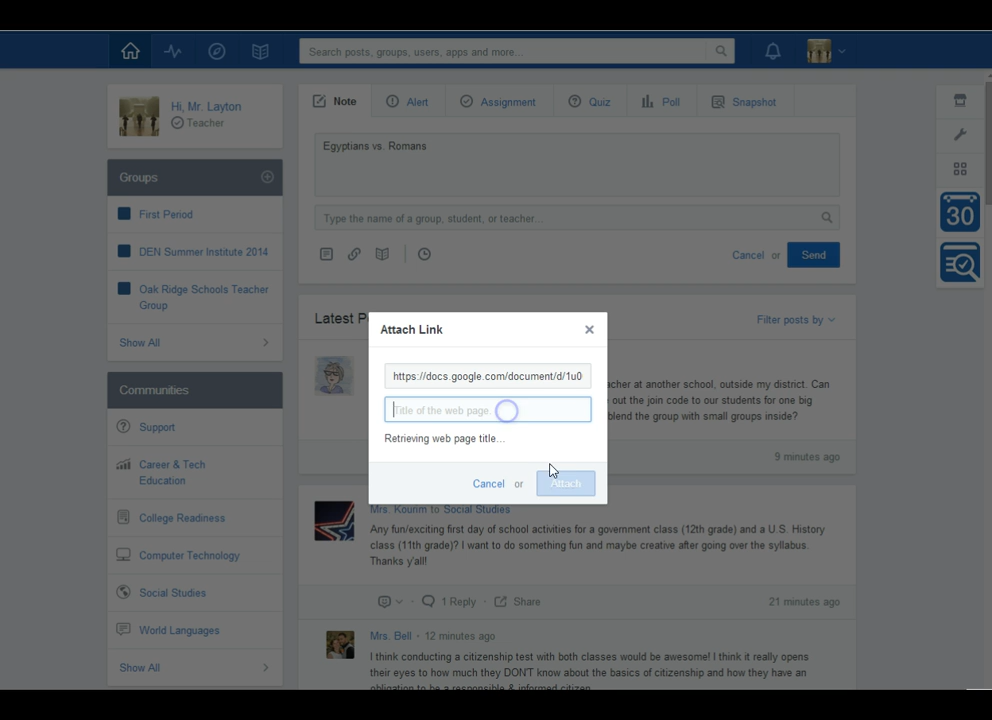 Search posts, groups, users, apps and more...
Hi, Mr. Layton
Teacher
Groups
First Period
DEN Summer Institute 2014
Oak Ridge Schools Teacher
Group
Show All
Communities
Support
Career & Tech
Education
College Readiness
Computer Technology
Social Studies
World Languages
Show All
Note
Alert
Assignment
Quiz
Poll
Snapshot
Egyptians vs. Romans
Type the name of a group, student, or teacher...
Cancel or Send
Latest P
Filter posts by
acher at another school, outside my district. Can
out the join code to our students for one big
blend the group with small groups inside?
9 minutes ago
Attach Link
https://docs.google.com/document/d/1u0
Title of the web page.
Retrieving web page title...
Cancel or Attach
Mrs. Kourim to Social Studies
Any fun/exciting first day of school activities for a government class (12th grade) and a U.S. History
class (11th grade)? I want to do something fun and maybe creative after going over the syllabus.
Thanks y'all!
1 Reply
Share
21 minutes ago
Mrs. Bell · 12 minutes ago
I think conducting a citizenship test with both classes would be awesome! I think it really opens
their eyes to how much they DON'T know about the basics of citizenship and how they have an
obligation to be a responsible & informed citizen.
30